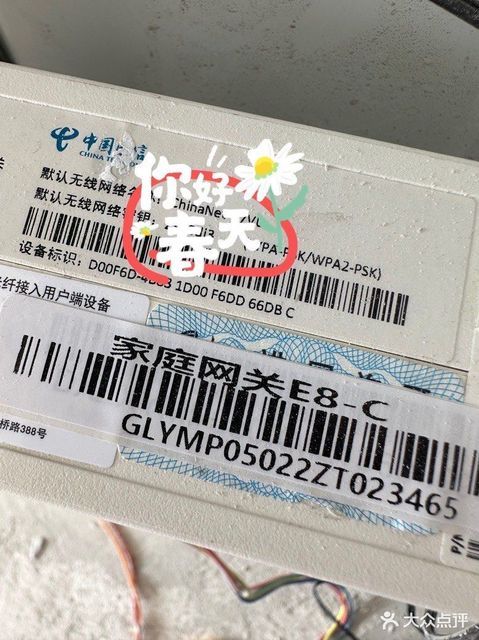 中国电信
CHINA TELECOM
你好
春天
默认无线网络名: ChinaNet
默认无线网络密钥: (WPA-PSK/WPA2-PSK)
设备标识: D00F6D 1D00 F6DD 66DB C
纤接入用户端设备
家庭网关E8-C
GLYMP05022ZT023465
桥路388号
P/N
大众点评